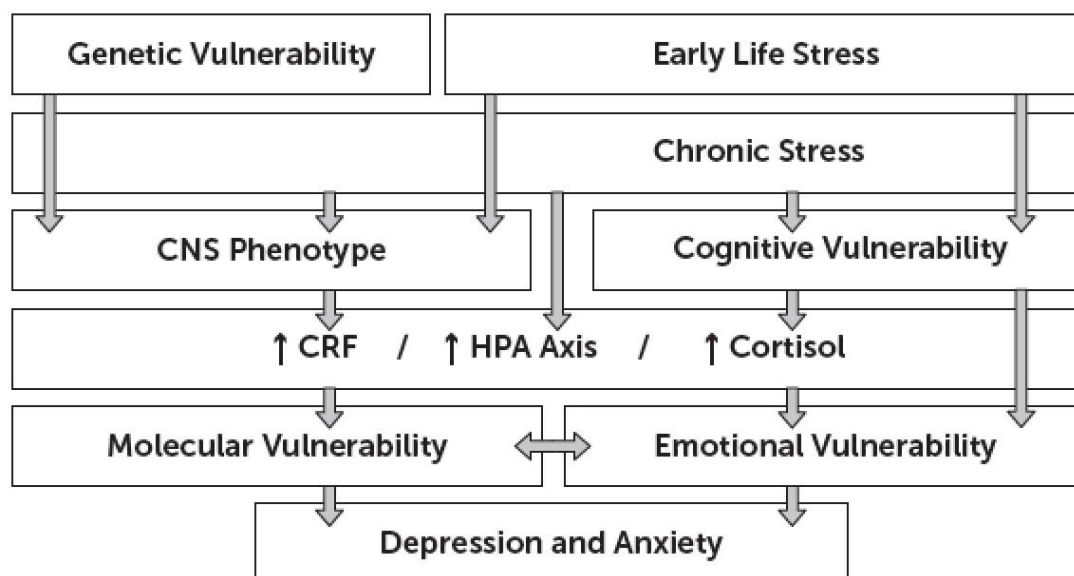 Genetic Vulnerability
Early Life Stress
Chronic Stress
CNS Phenotype
Cognitive Vulnerability
↑ CRF / ↑ HPA Axis / ↑ Cortisol
Molecular Vulnerability
Emotional Vulnerability
Depression and Anxiety